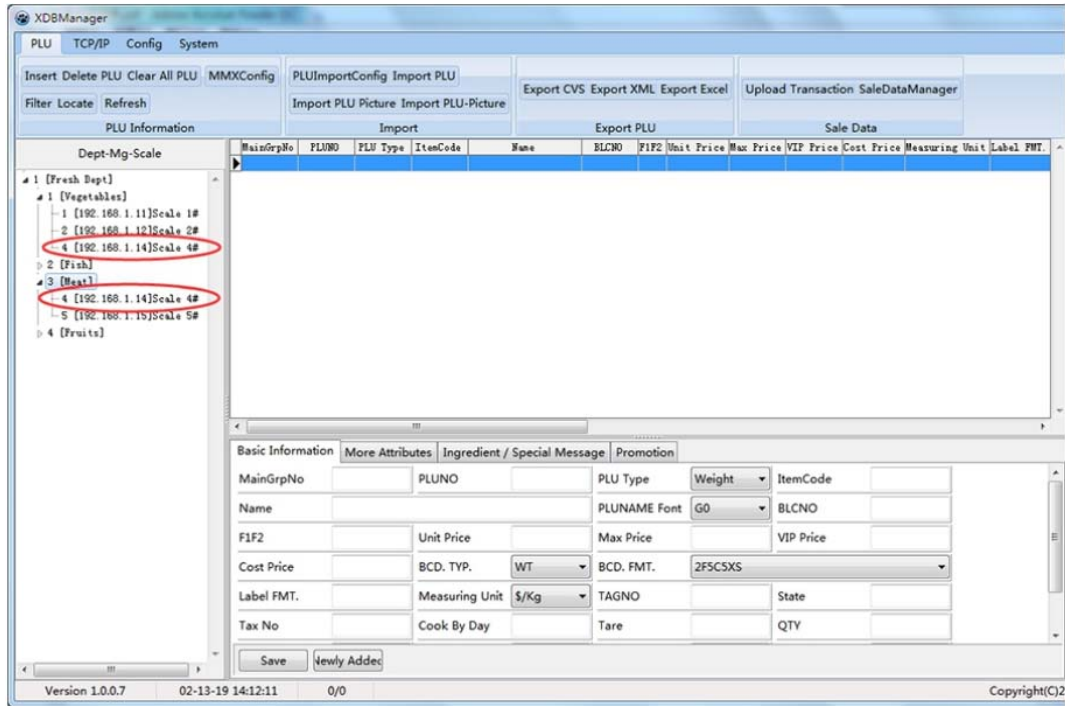 XDBManager
PLU TCP/IP Config System
Insert Delete PLU Clear All PLU MMXConfig PLUImportConfig Import PLU
Export CVS Export XML Export Excel Upload Transaction SaleDataManager
Filter Locate Refresh Import PLU Picture Import PLU-Picture
PLU Information Import Export PLU Sale Data
Dept-Mg-Scale
MainGrpNo PLUNO PLU Type ItemCode Name BLCNO F1F2 Unit Price Max Price VIP Price Cost Price Measuring Unit Label FMT.
1 [Fresh Dept]
1 [Vegetables]
1 [192.168.1.11]Scale 1#
2 [192.168.1.12]Scale 2#
4 [192.168.1.14]Scale 4#
2 [Fish]
3 [Meat]
4 [192.168.1.14]Scale 4#
5 [192.168.1.15]Scale 5#
4 [Fruits]
Basic Information More Attributes Ingredient / Special Message Promotion
MainGrpNo PLUNO PLU Type Weight ItemCode
Name PLUNAME Font G0 BLCNO
F1F2 Unit Price Max Price VIP Price
Cost Price BCD. TYP. WT BCD. FMT. 2F5C5XS
Label FMT. Measuring Unit $/Kg TAGNO State
Tax No Cook By Day Tare QTY
Save Newly Added
Version 1.0.0.7 02-13-19 14:12:11 0/0 Copyright(C)2